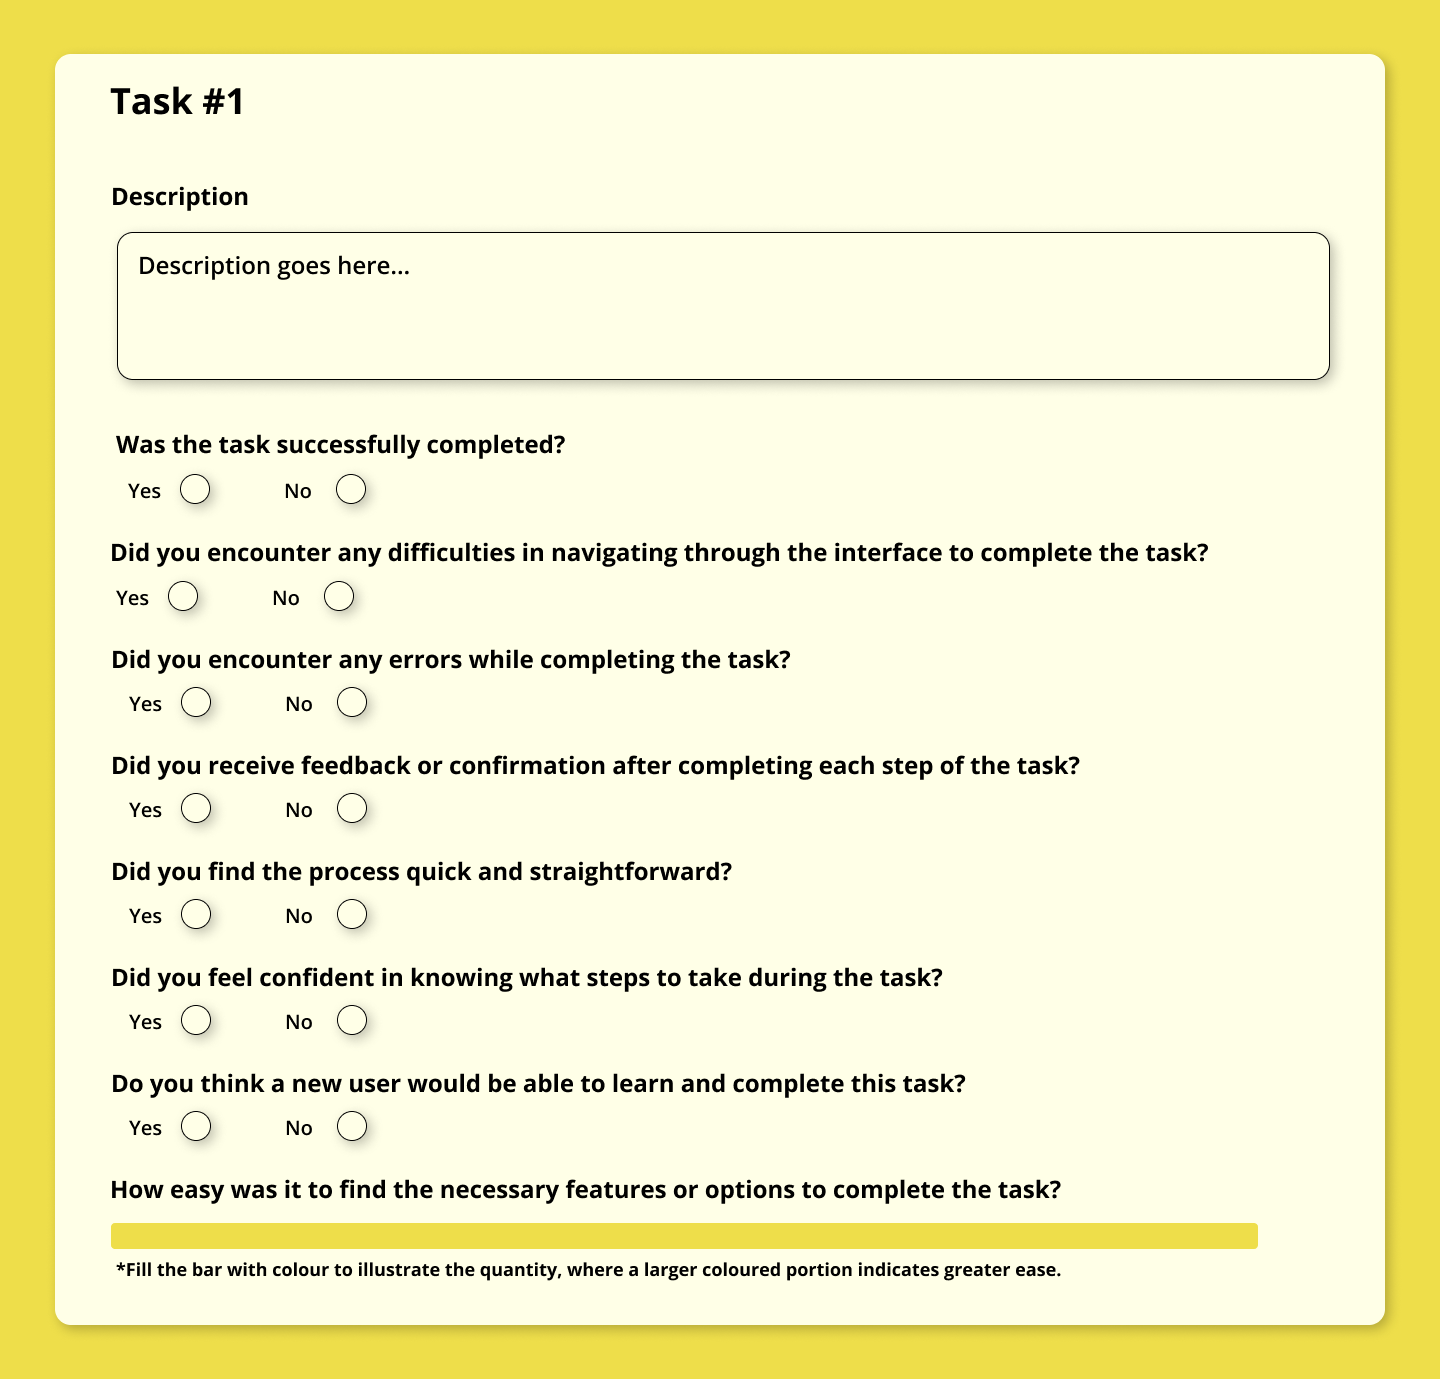 Task #1
Description
Description goes here...
Was the task successfully completed?
Yes No
Did you encounter any difficulties in navigating through the interface to complete the task?
Yes No
Did you encounter any errors while completing the task?
Yes No
Did you receive feedback or confirmation after completing each step of the task?
Yes No
Did you find the process quick and straightforward?
Yes No
Did you feel confident in knowing what steps to take during the task?
Yes No
Do you think a new user would be able to learn and complete this task?
Yes No
How easy was it to find the necessary features or options to complete the task?
*Fill the bar with colour to illustrate the quantity, where a larger coloured portion indicates greater ease.